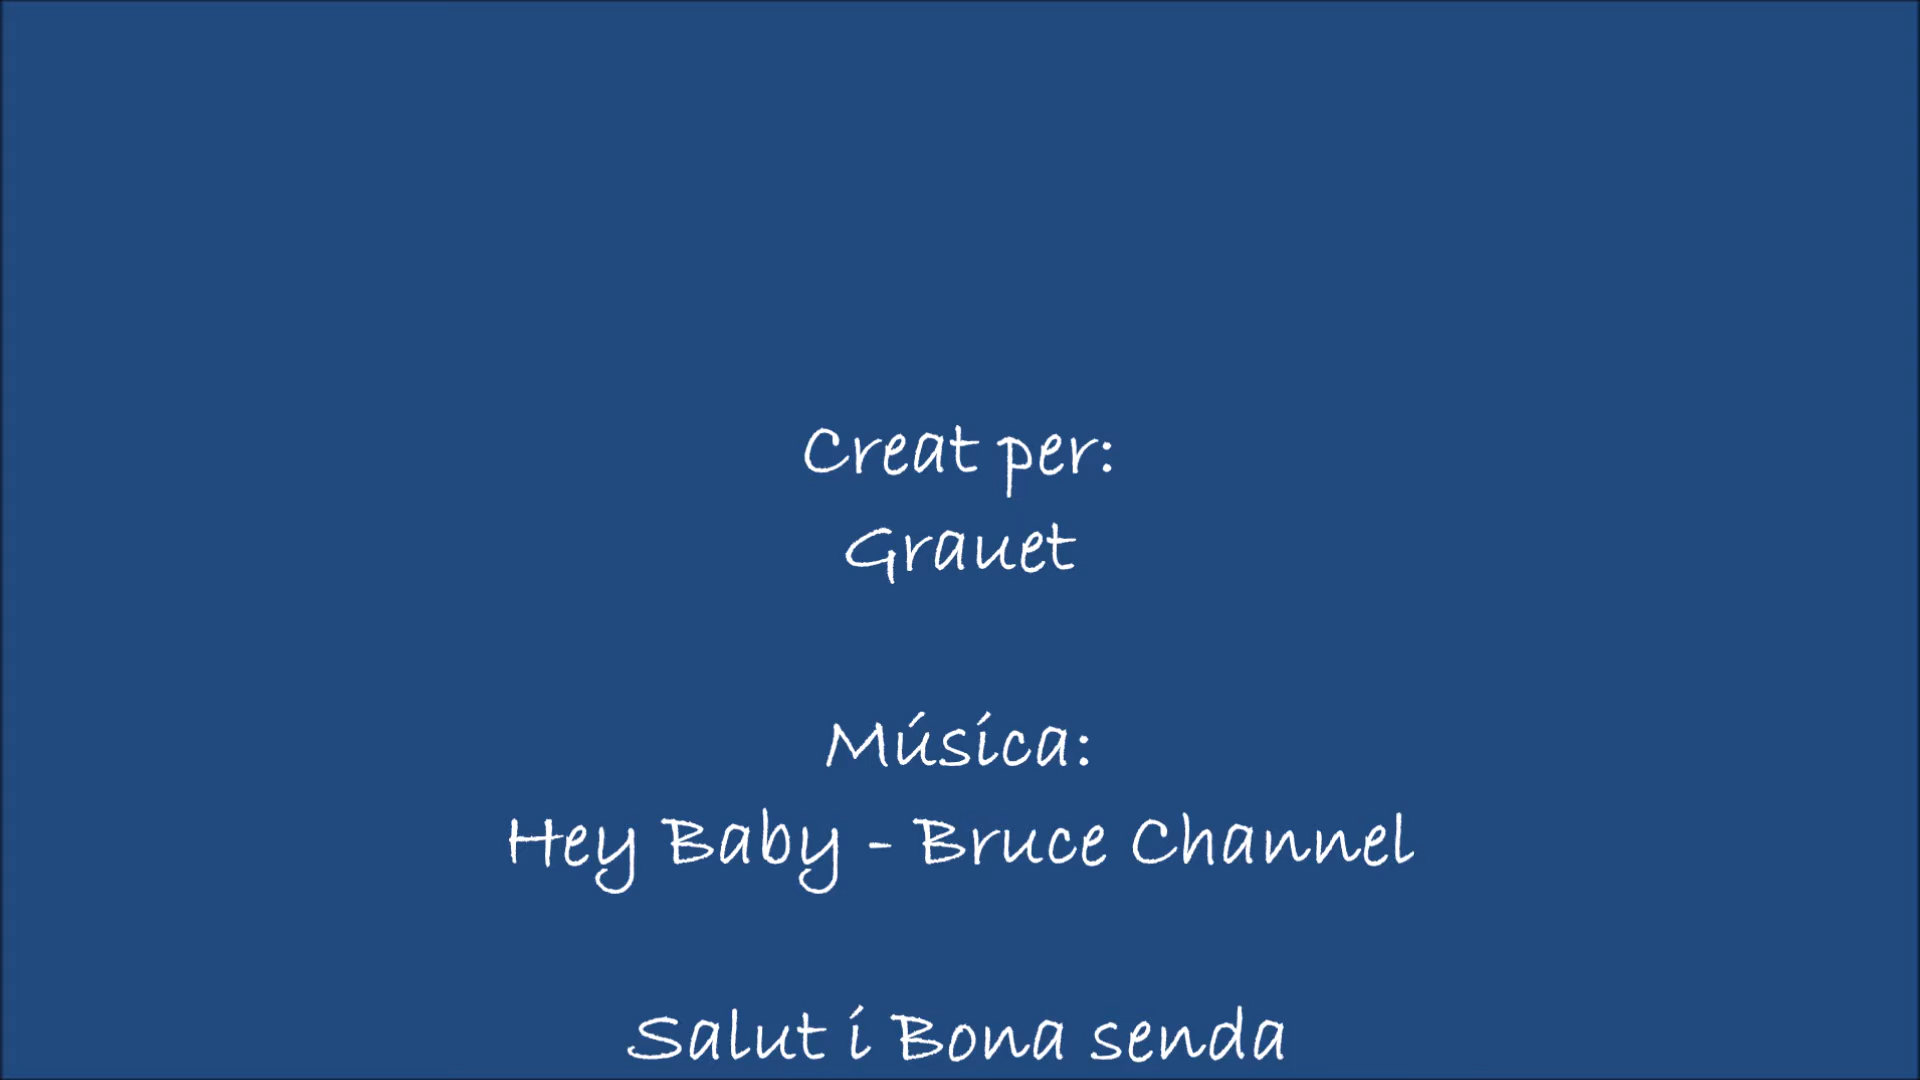 Creat per:
Grauet
Música:
Hey Baby - Bruce Channel
Salut i Bona senda